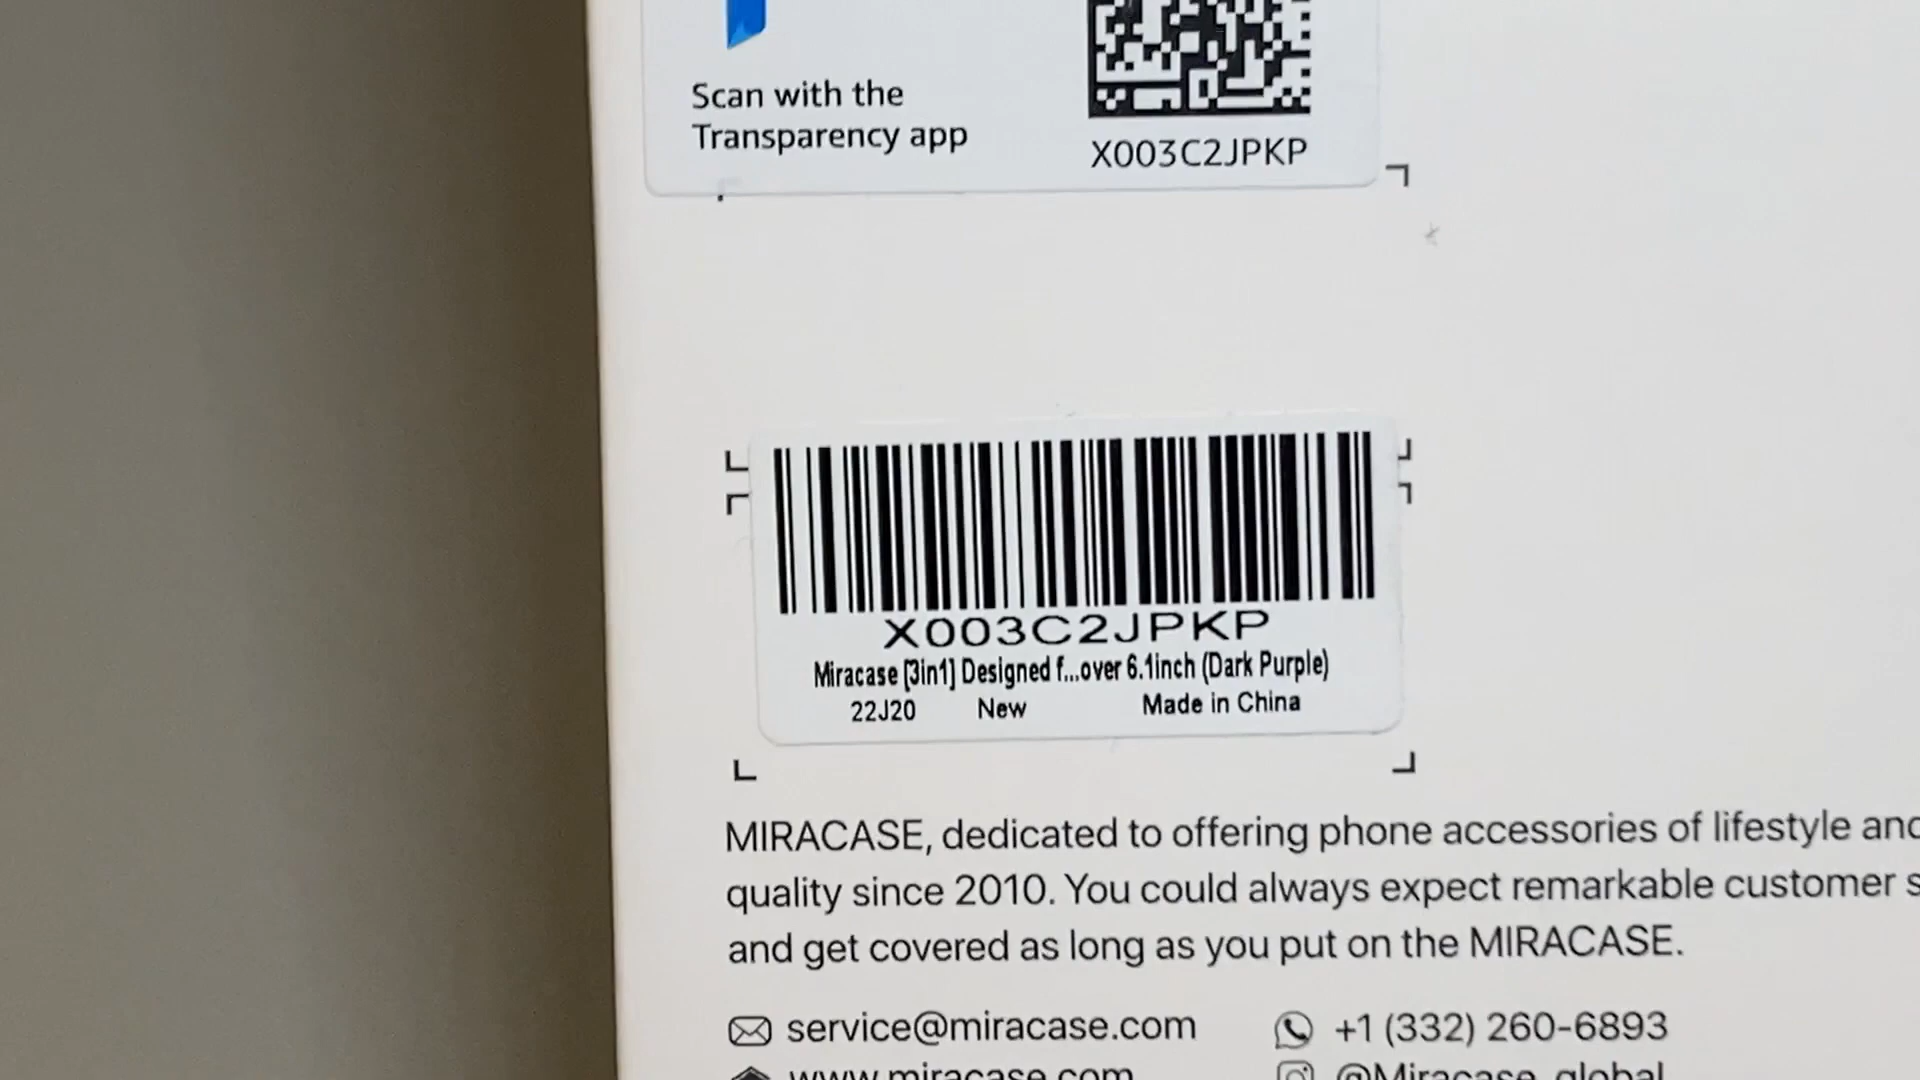 Scan with the
Transparency app
X003C2JPKP
X003C2JPKP
Miracase [3in1] Designed f...over 6.1inch (Dark Purple)
22J20 New Made in China
MIRACASE, dedicated to offering phone accessories of lifestyle and
quality since 2010. You could always expect remarkable customer s
and get covered as long as you put on the MIRACASE.
service@miracase.com +1 (332) 260-6893
www.miracase.com @Miracase_global